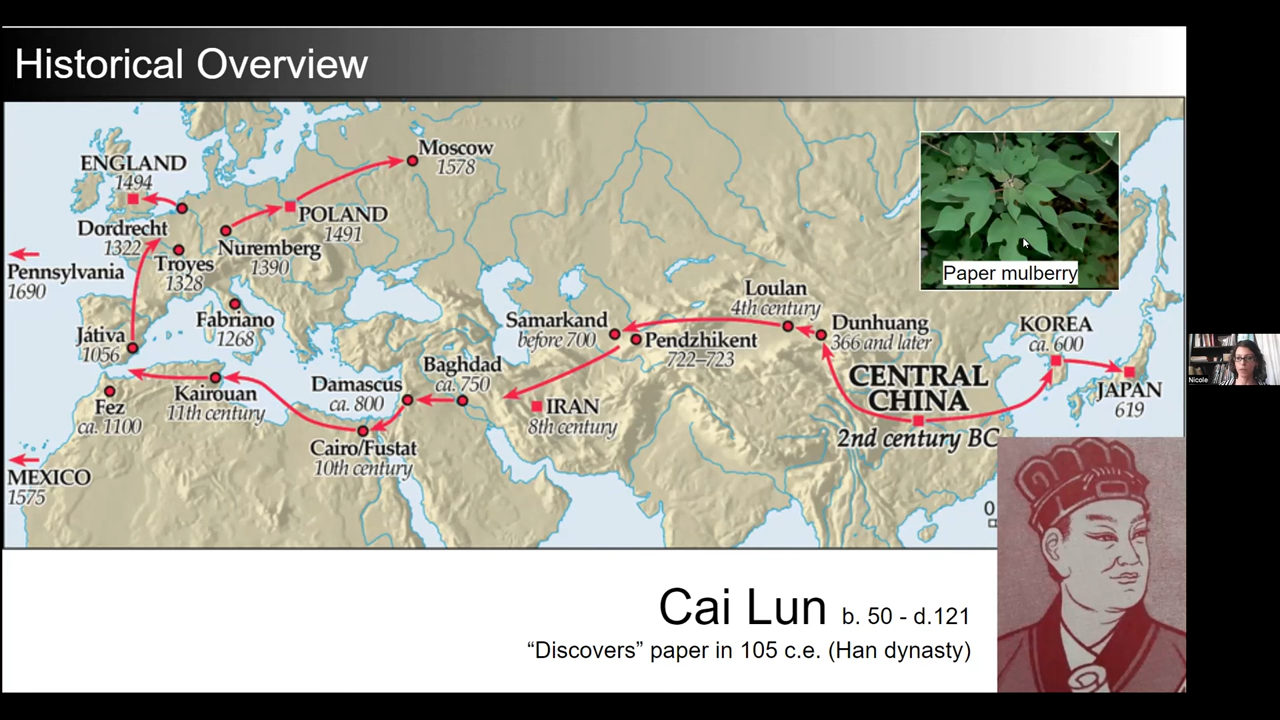 Historical Overview
ENGLAND
1494
Moscow
1578
Dordrecht
1322
POLAND
1491
Nuremberg
1390
Troyes
1328
Pennsylvania
1690
Fabriano
1268
Játiva
1056
Fez
ca. 1100
Kairouan
11th century
MEXICO
1575
Damascus
ca. 800
Cairo/Fustat
10th century
Baghdad
ca. 750
IRAN
8th century
Samarkand
before 700
Pendzhikent
722–723
Loulan
4th century
Dunhuang
366 and later
CENTRAL
CHINA
2nd century BC
KOREA
ca. 600
JAPAN
619
Paper mulberry
0
Cai Lun b. 50 - d.121
“Discovers” paper in 105 c.e. (Han dynasty)
Nicole